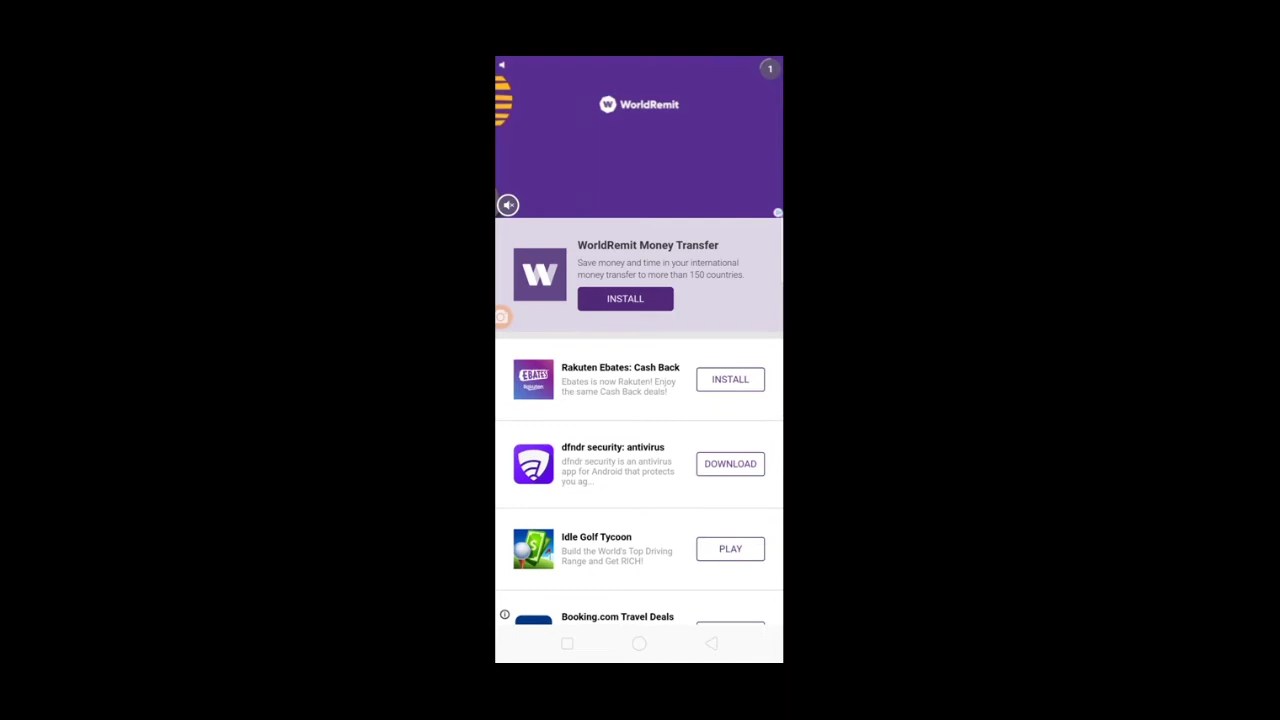 1
WorldRemit
WorldRemit Money Transfer
Save money and time in your international
money transfer to more than 150 countries.
INSTALL
EBATES
Rakuten
Rakuten Ebates: Cash Back
Ebates is now Rakuten! Enjoy
the same Cash Back deals!
INSTALL
dfndr security: antivirus
dfndr security is an antivirus
app for Android that protects
you ag...
DOWNLOAD
Idle Golf Tycoon
Build the World's Top Driving
Range and Get RICH!
PLAY
Booking.com Travel Deals